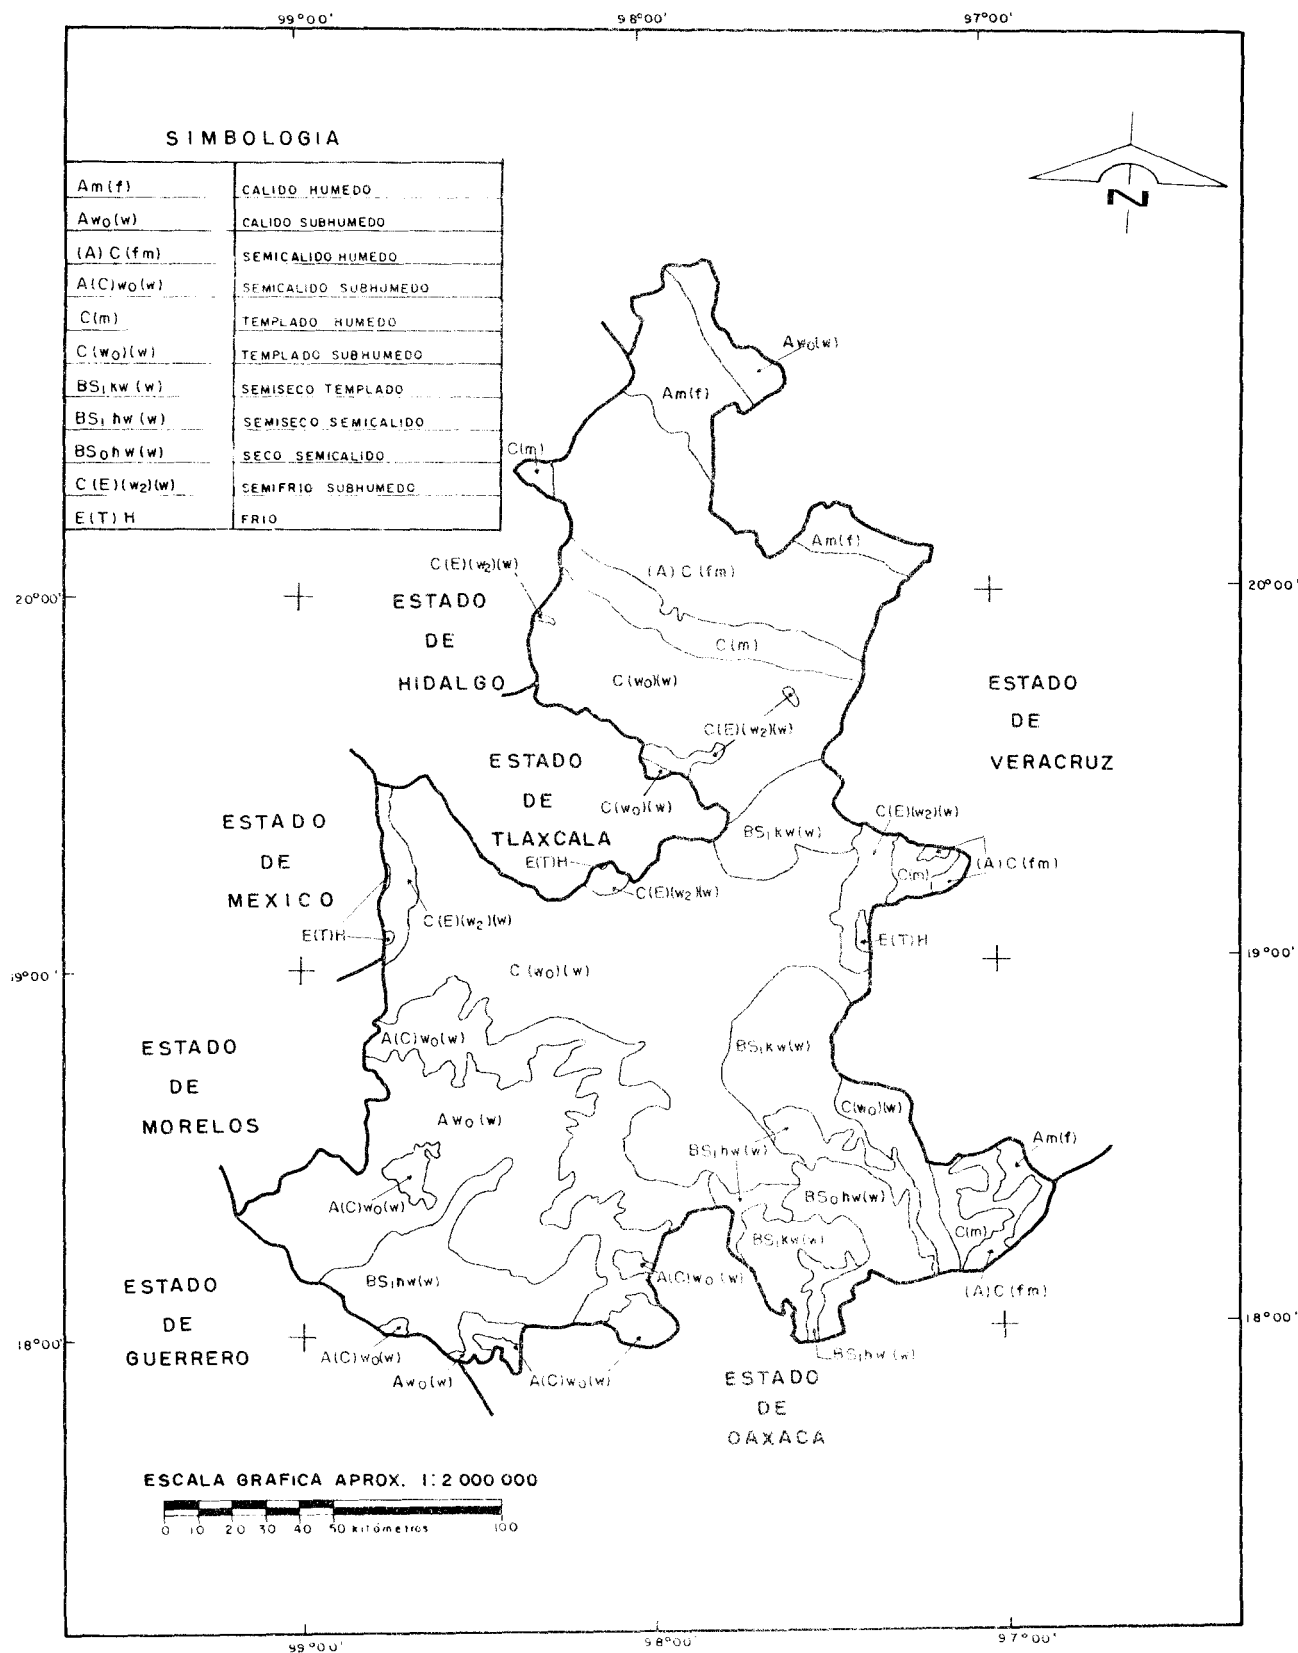 99°00'
98°00'
97°00'
SIMBOLOGIA
Am(f) CALIDO HUMEDO
Aw₀(w) CALIDO SUBHUMEDO
(A)C(fm) SEMICALIDO HUMEDO
A(C)w₀(w) SEMICALIDO SUBHUMEDO
C(m) TEMPLADO HUMEDO
C(w₀)(w) TEMPLADO SUBHUMEDO
BS₁kw(w) SEMISECO TEMPLADO
BS₁hw(w) SEMISECO SEMICALIDO
BS₀hw(w) SECO SEMICALIDO
C(E)(w₂)(w) SEMIFRIO SUBHUMEDO
E(T)H FRIO
N
Aw₀(w)
Am(f)
C(m)
Am(f)
C(E)(w₂)(w)
(A)C(fm)
20°00'
20°00'
ESTADO
DE
HIDALGO
C(m)
C(w₀)(w)
ESTADO
DE
VERACRUZ
C(E)(w₂)(w)
ESTADO
DE
TLAXCALA
C(w₀)(w)
C(E)(w₂)(w)
BS₁kw(w)
ESTADO
DE
MEXICO
E(T)H
(A)C(fm)
C(m)
C(E)(w₂)(w)
C(E)(w₂)(w)
E(T)H
E(T)H
19°00'
19°00'
C(w₀)(w)
A(C)w₀(w)
BS₁kw(w)
ESTADO
DE
MORELOS
C(w₀)(w)
Aw₀(w)
Am(f)
BS₁hw(w)
A(C)w₀(w)
BS₀hw(w)
C(m)
BS₁kw(w)
BS₁hw(w)
A(C)w₀(w)
(A)C(fm)
ESTADO
DE
GUERRERO
18°00'
18°00'
A(C)w₀(w)
Aw₀(w)
A(C)w₀(w)
BS₁hw(w)
ESTADO
DE
OAXACA
ESCALA GRAFICA APROX. 1:2 000 000
0 10 20 30 40 50 kilómetros 100
99°00'
98°00'
97°00'